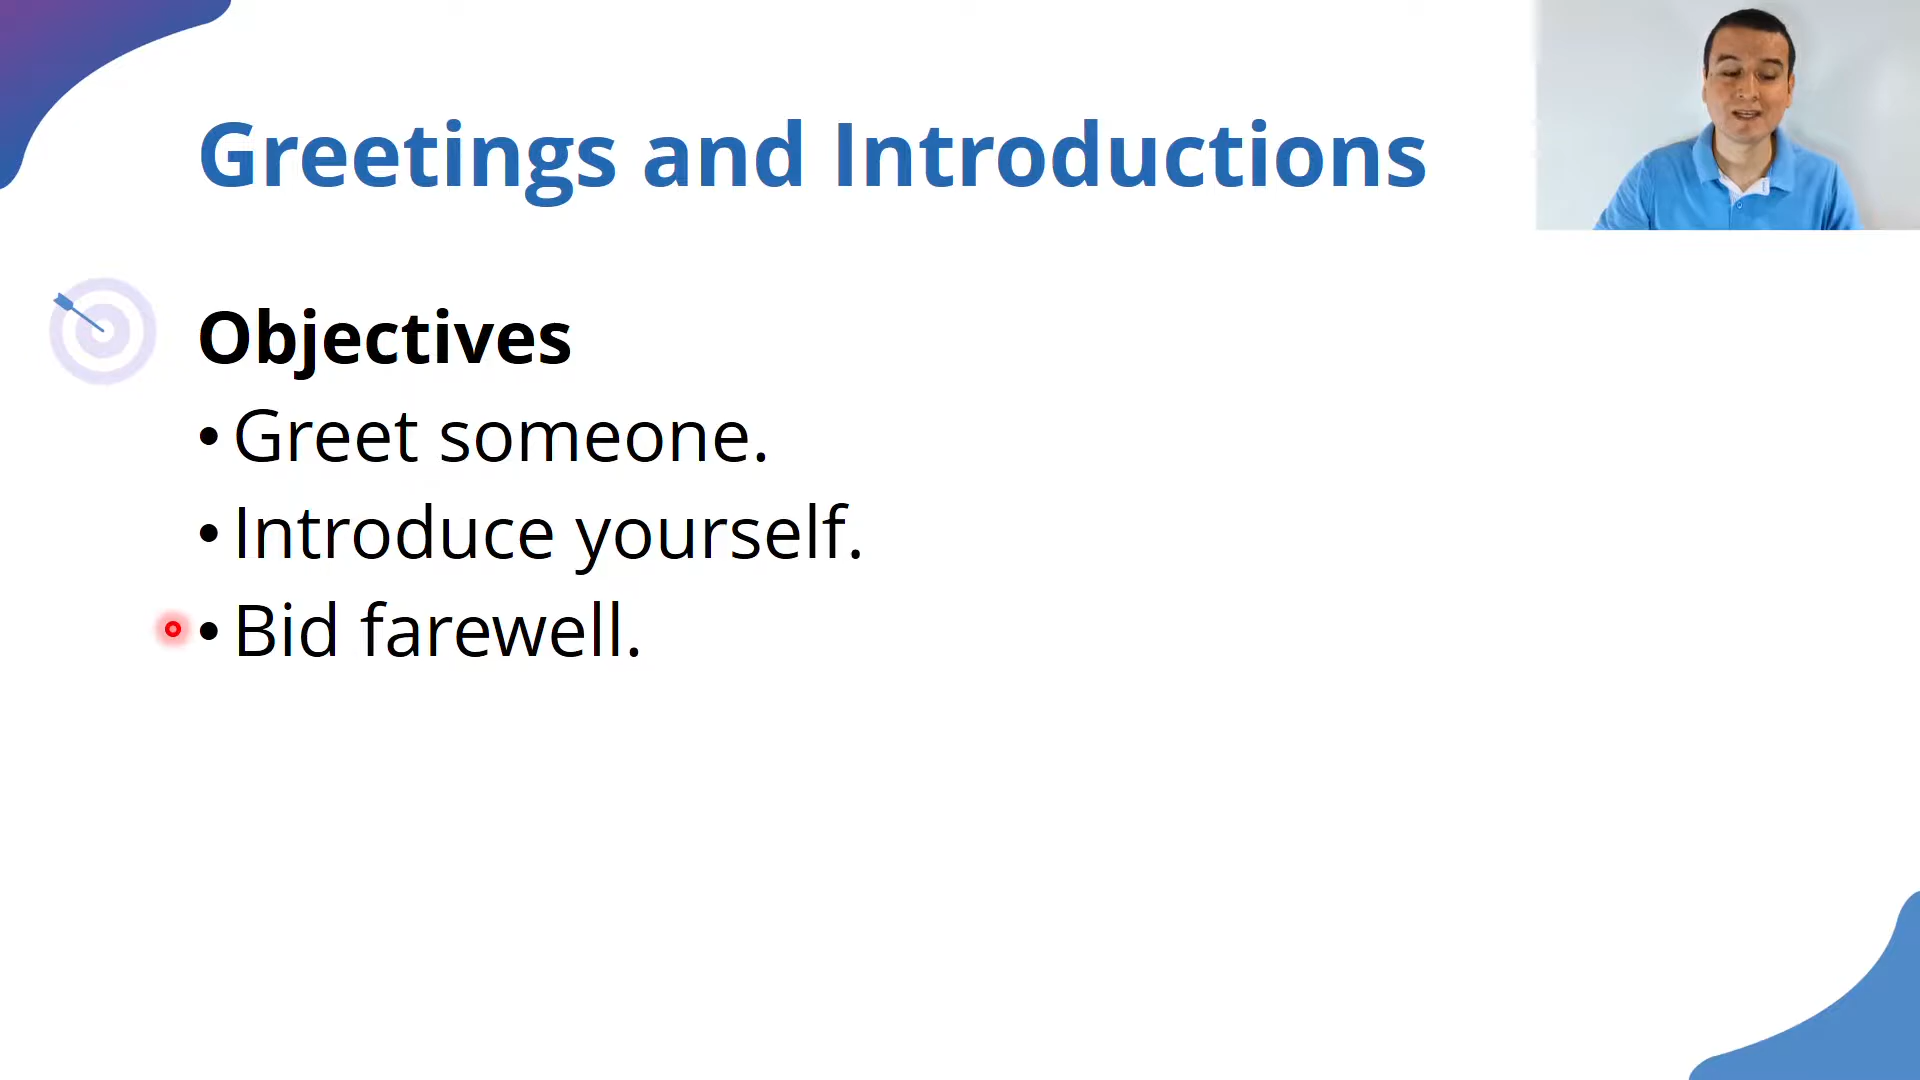 Greetings and Introductions
Objectives
• Greet someone.
• Introduce yourself.
• Bid farewell.